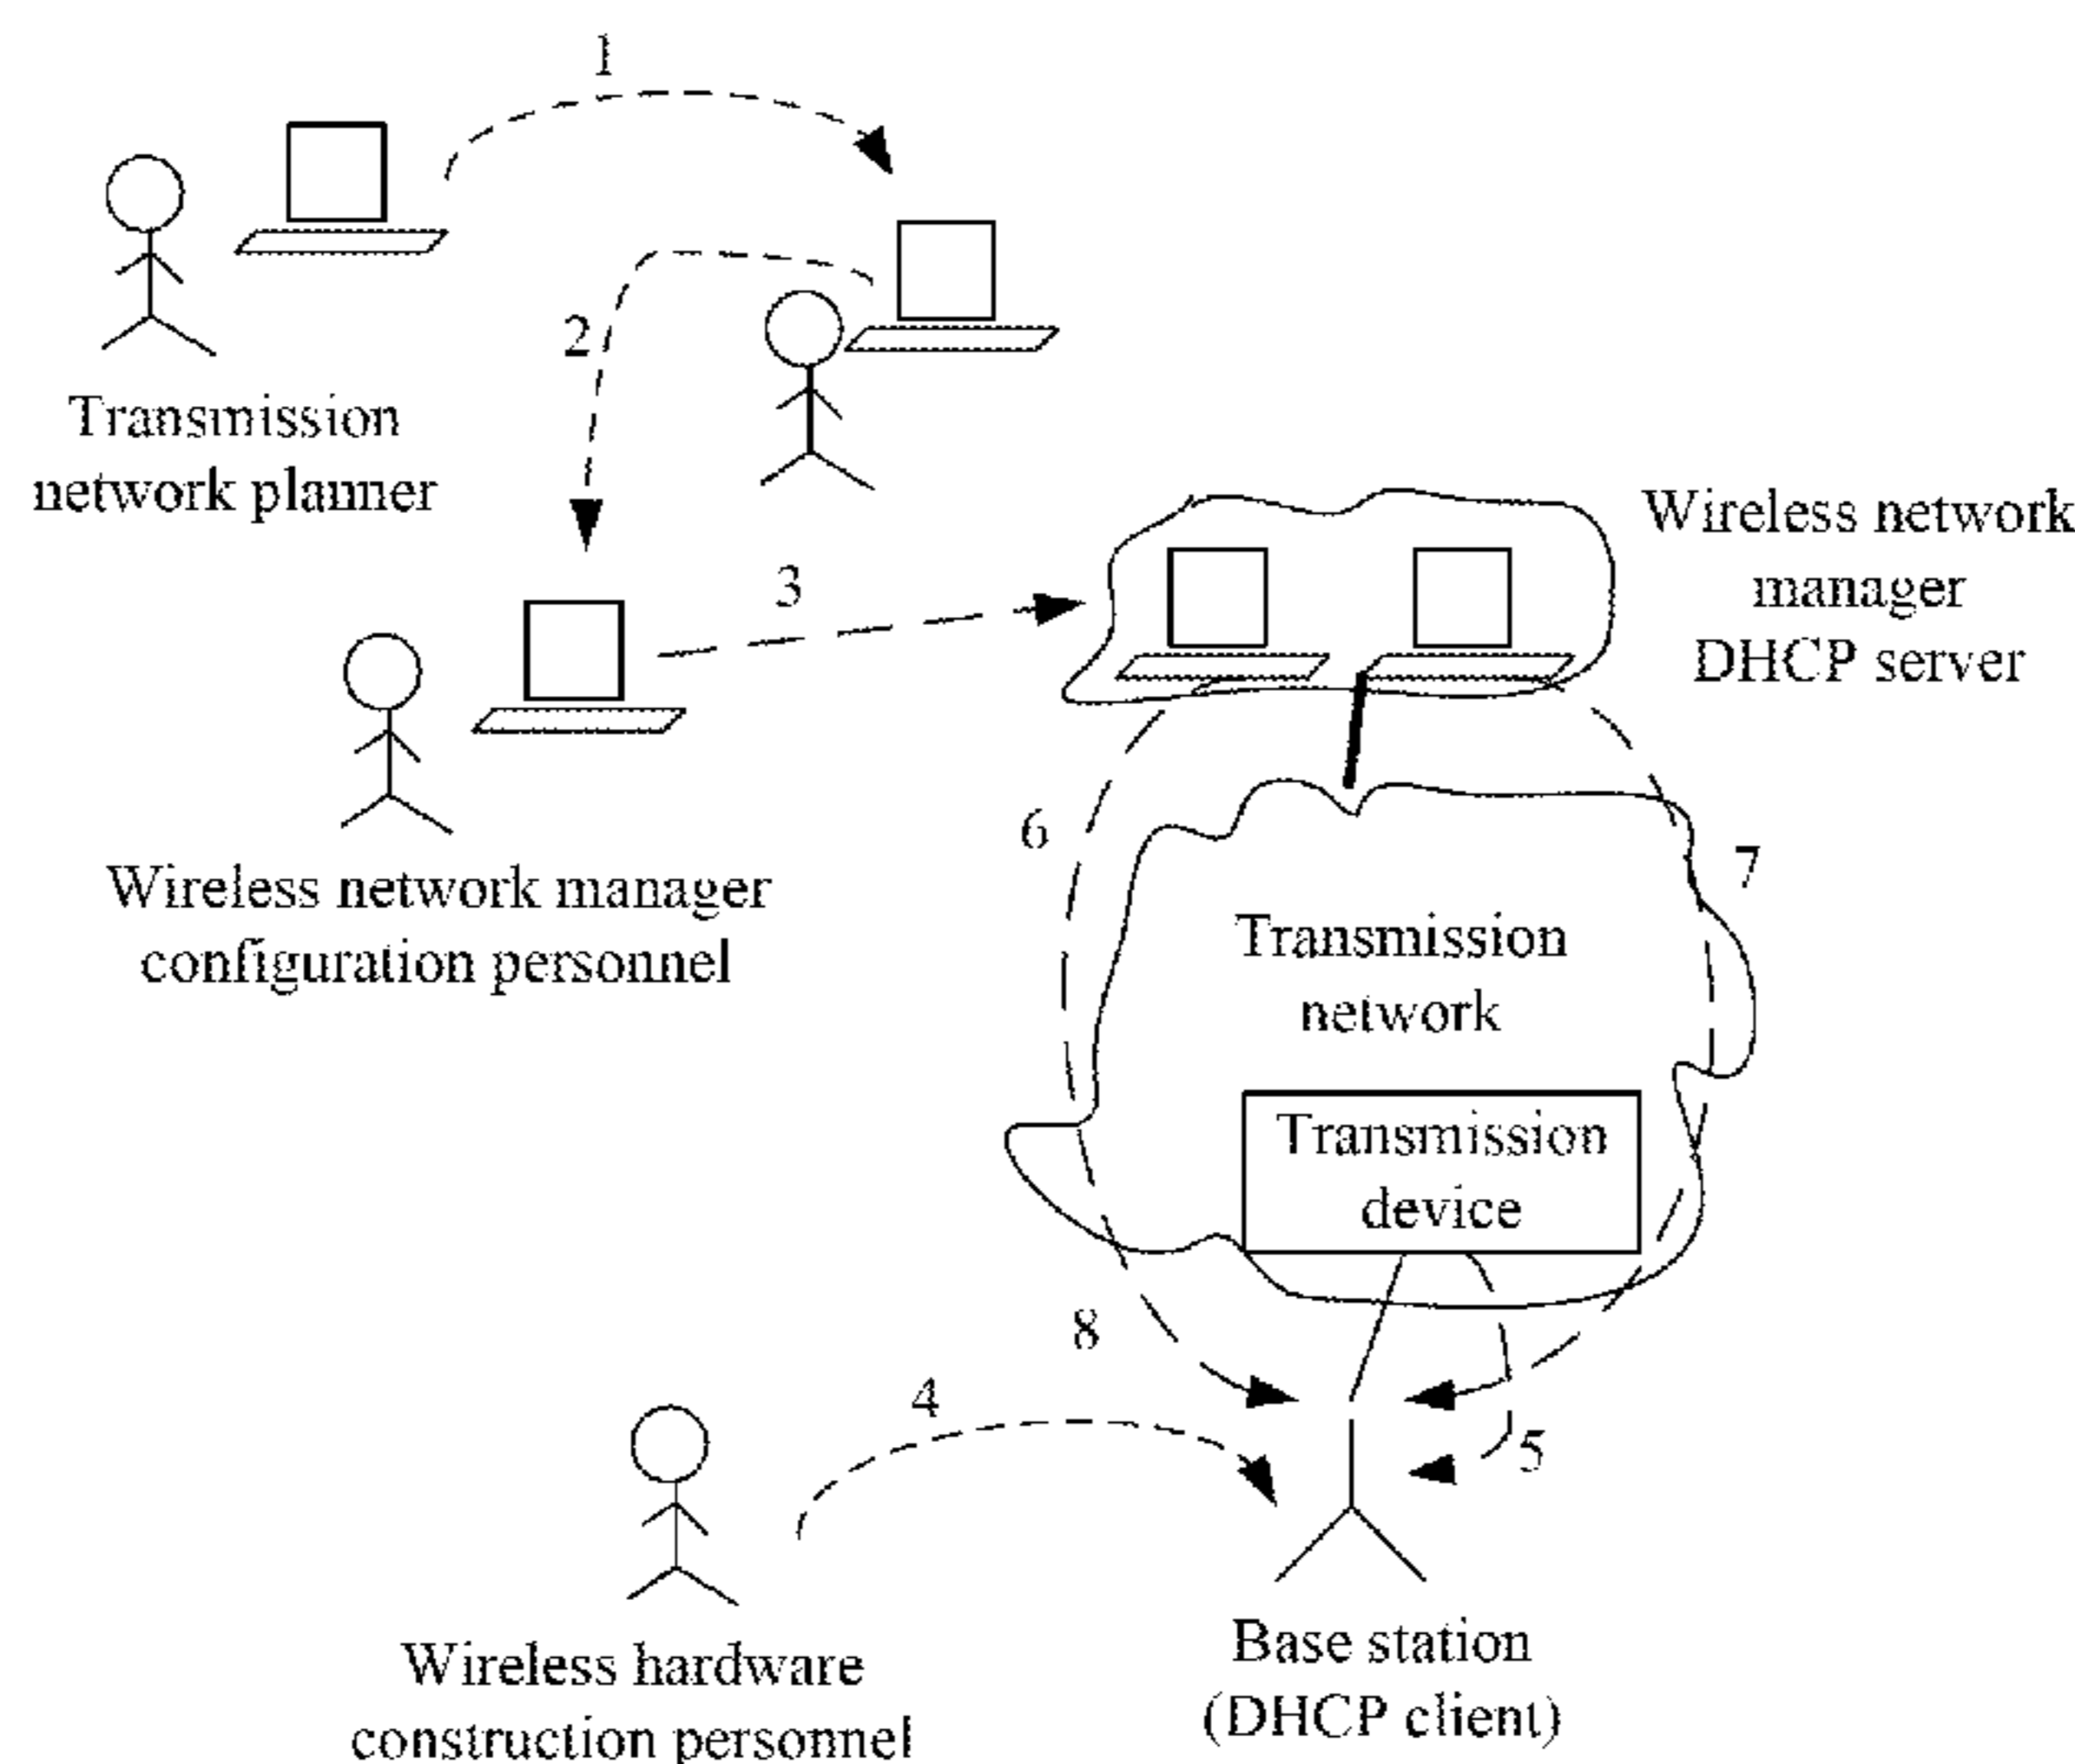 1
Transmission
network planner
2
3
Wireless network
manager
DHCP server
Wireless network manager
configuration personnel
6
7
Transmission
network
Transmission
device
8
4
5
Wireless hardware
construction personnel
Base station
(DHCP client)